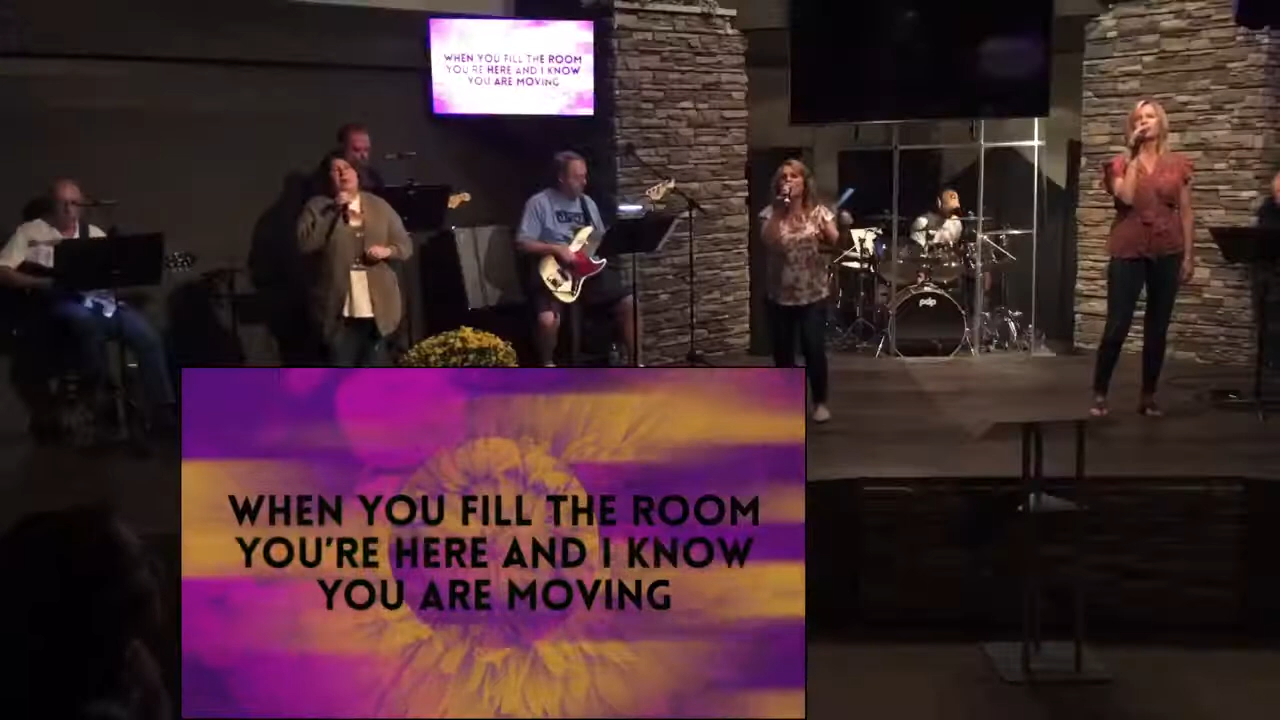 WHEN YOU FILL THE ROOM
YOU'RE HERE AND I KNOW
YOU ARE MOVING
pdp
WHEN YOU FILL THE ROOM
YOU'RE HERE AND I KNOW
YOU ARE MOVING